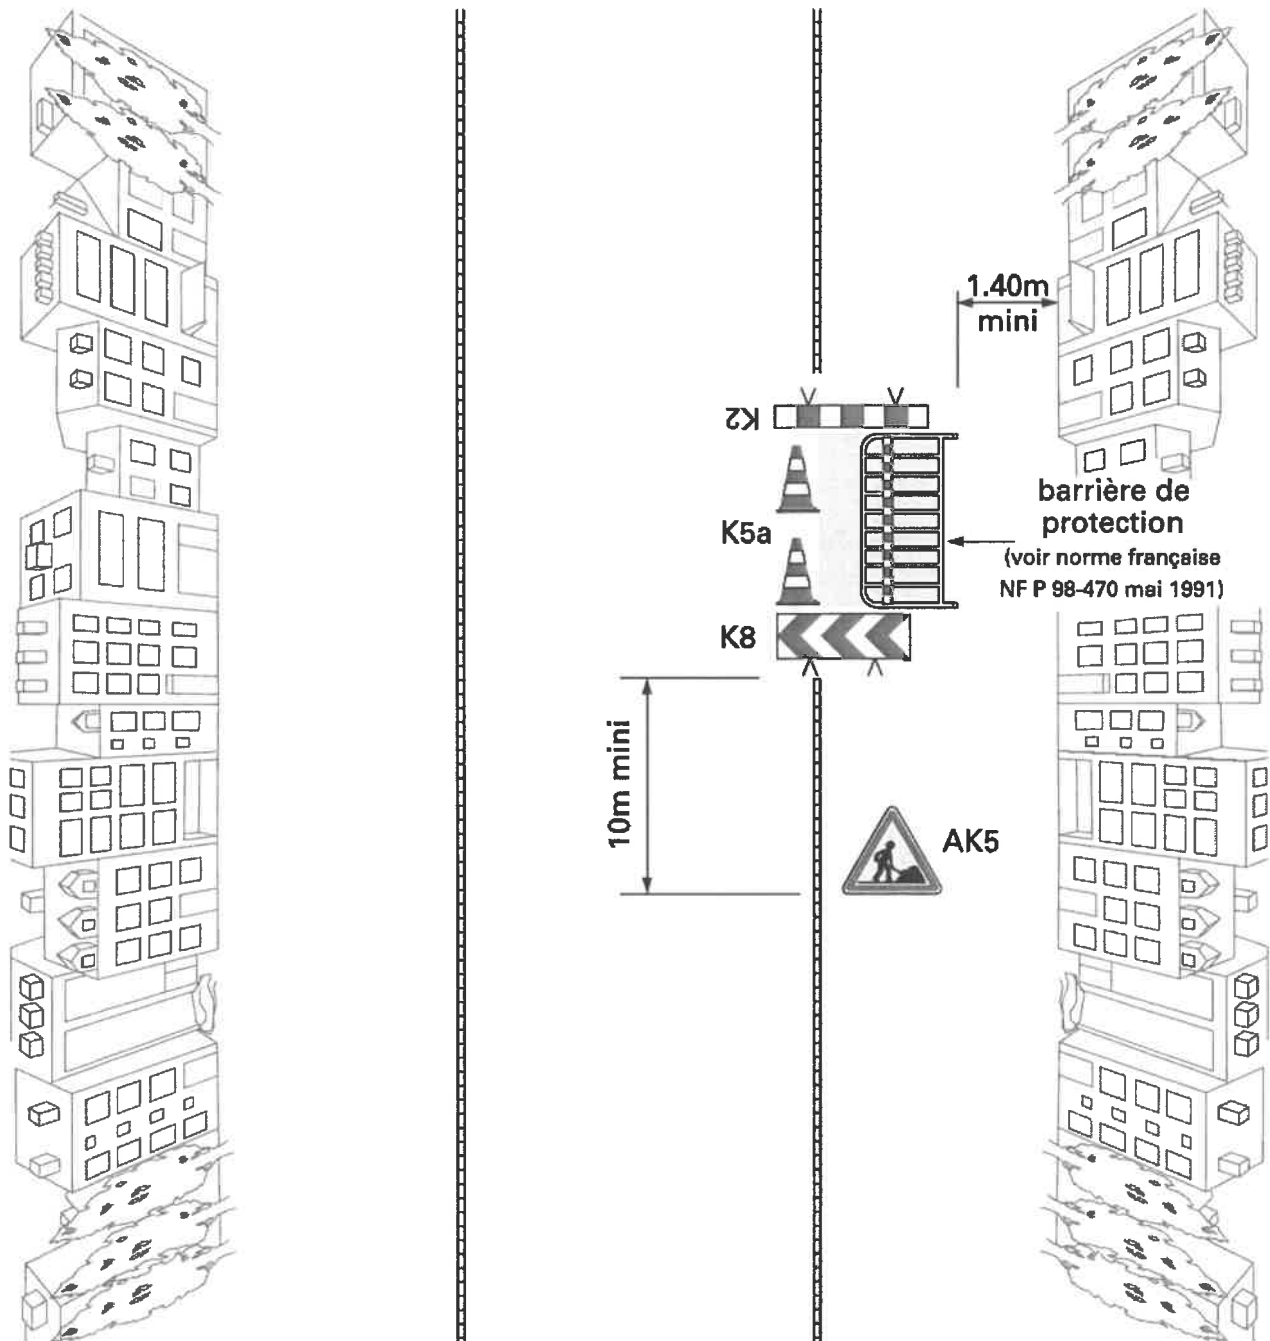 1.40m
mini
K2
barrière de
protection
(voir norme française
NF P 98-470 mai 1991)
K5a
K8
10m mini
AK5